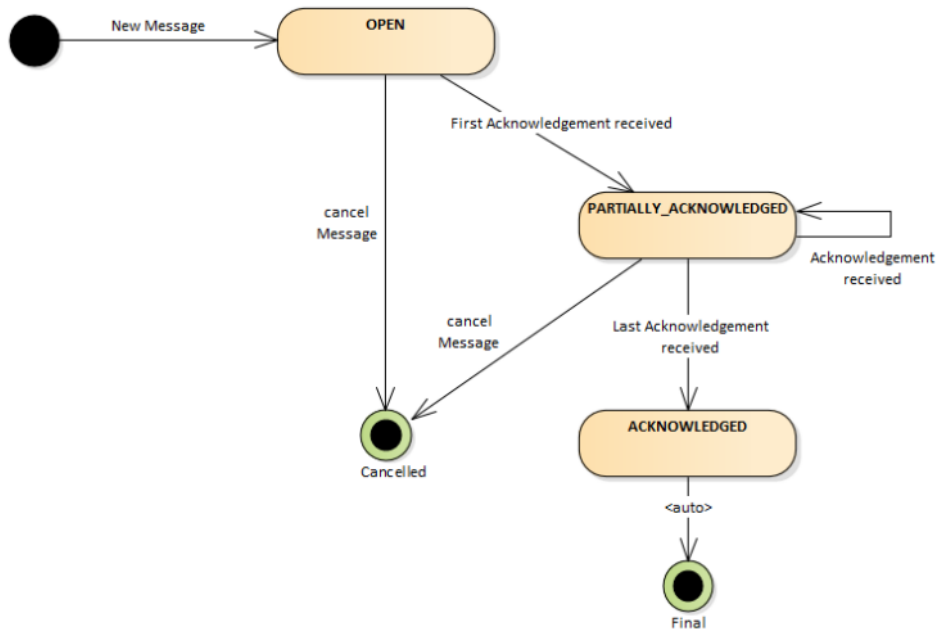 New Message
OPEN
First Acknowledgement received
cancel
Message
PARTIALLY_ACKNOWLEDGED
Acknowledgement
received
cancel
Message
Last Acknowledgement
received
ACKNOWLEDGED
Cancelled
<auto>
Final